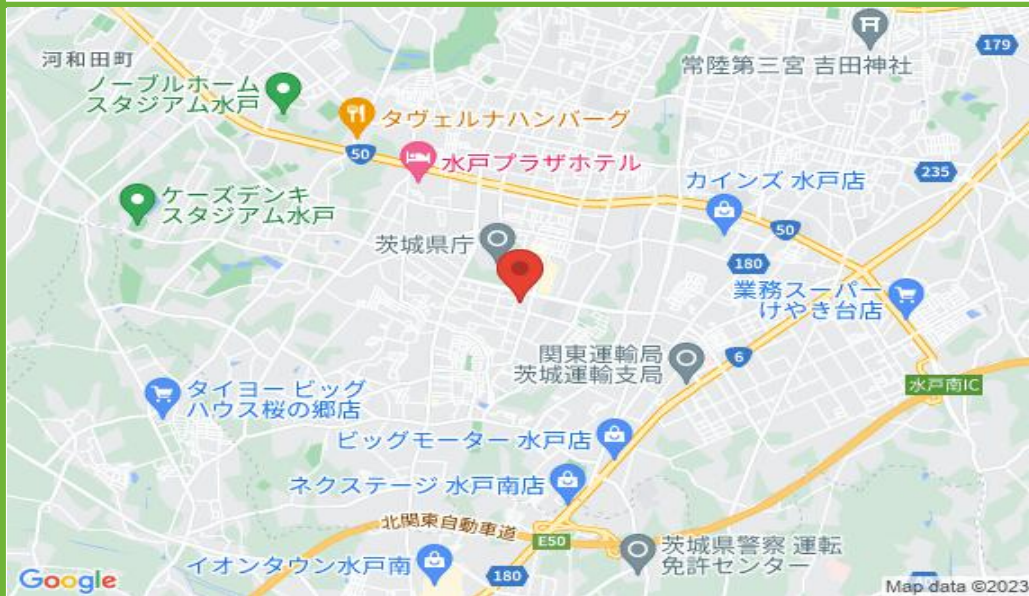 河和田町
ノーブルホーム
スタジアム水戸
常陸第三宮 吉田神社
179
タヴェルナハンバーグ
50
水戸プラザホテル
235
ケーズデンキ
スタジアム水戸
カインズ 水戸店
50
茨城県庁
180
業務スーパー
けやき台店
関東運輸局
茨城運輸支局
6
水戸南IC
タイヨー ビッグ
ハウス桜の郷店
ビッグモーター 水戸店
ネクステージ 水戸南店
北関東自動車道
E50
茨城県警察 運転
免許センター
イオンタウン水戸南
180
Google
Map data ©2023